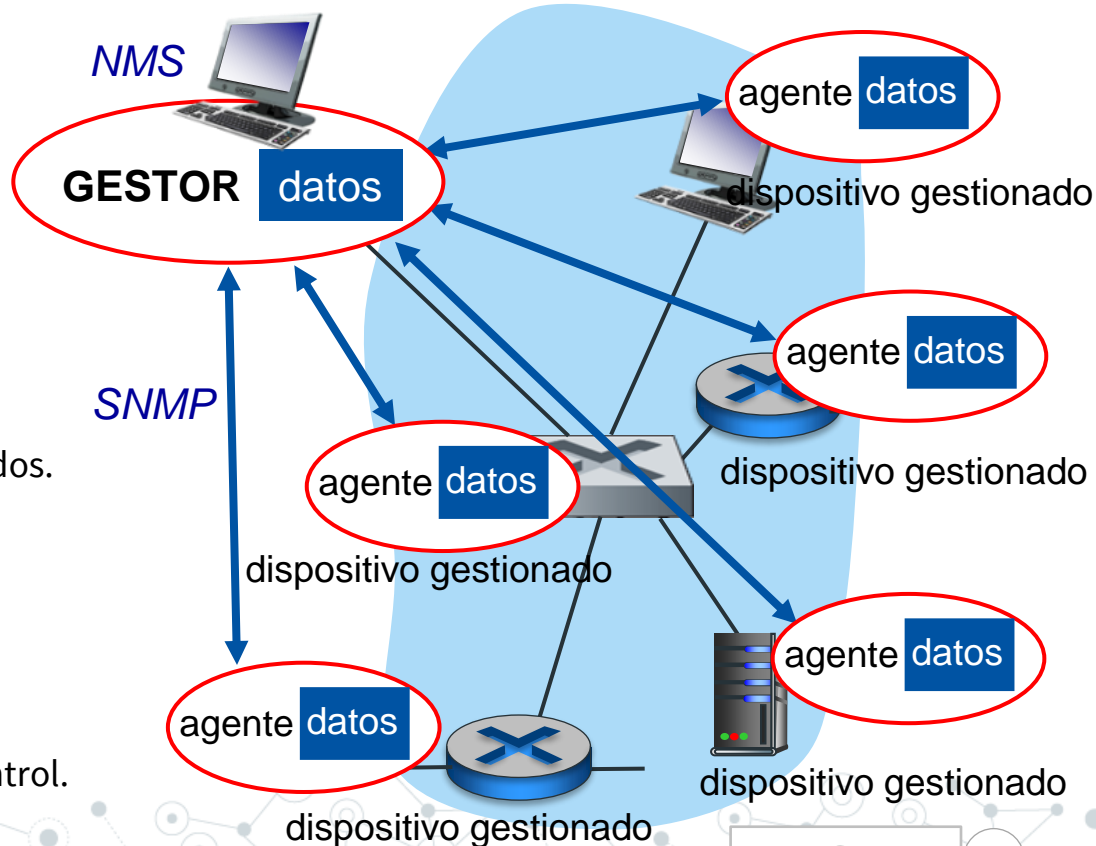 NMS
agente datos
GESTOR datos
dispositivo gestionado
agente datos
SNMP
dos.
dispositivo gestionado
agente datos
dispositivo gestionado
agente datos
agente datos
ntrol.
dispositivo gestionado
dispositivo gestionado